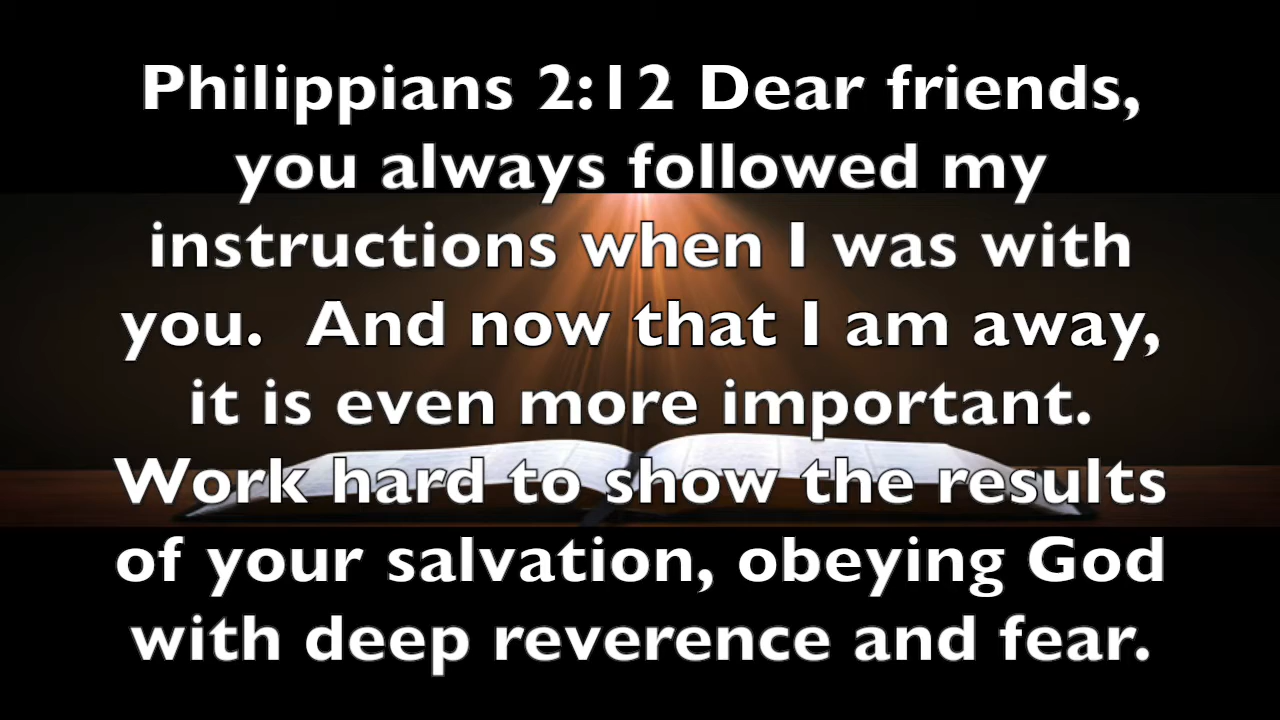 Philippians 2:12 Dear friends,
you always followed my
instructions when I was with
you.  And now that I am away,
it is even more important.
Work hard to show the results
of your salvation, obeying God
with deep reverence and fear.